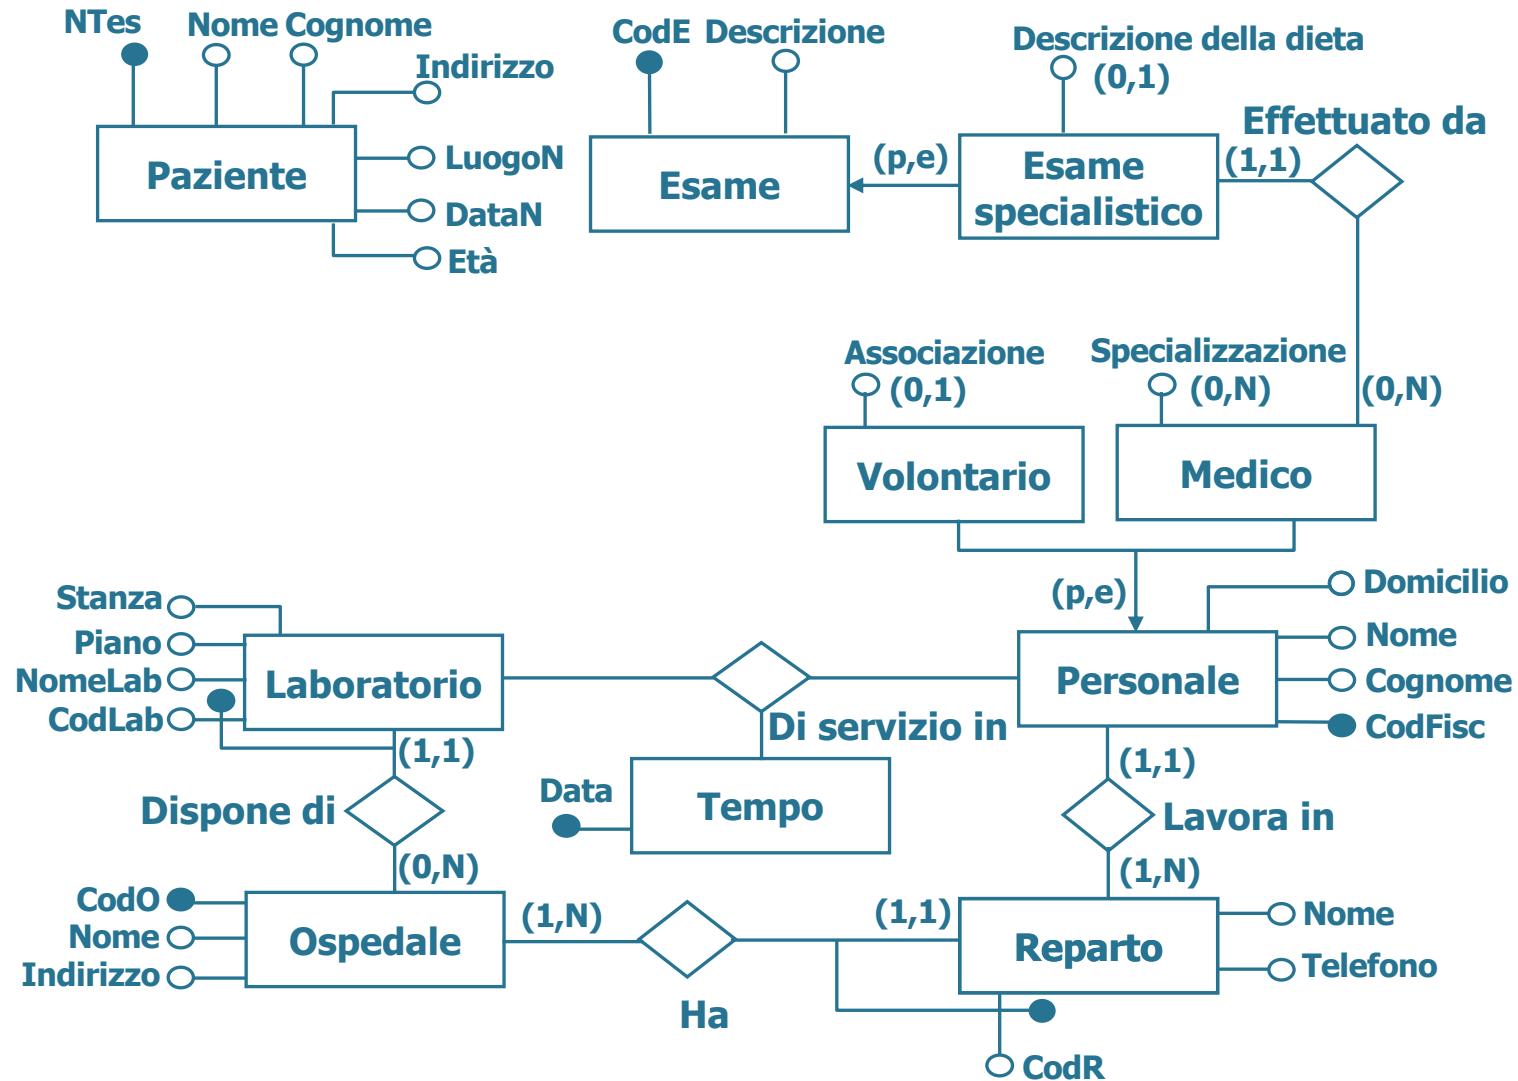 NTes
Nome Cognome
Indirizzo
LuogoN
DataN
Età
Paziente
CodE Descrizione
Esame
(p,e)
Descrizione della dieta
(0,1)
Esame
specialistico
Effettuato da
(1,1)
(0,N)
Associazione
(0,1)
Volontario
Specializzazione
(0,N)
Medico
(p,e)
Domicilio
Nome
Cognome
CodFisc
Personale
Stanza
Piano
NomeLab
CodLab
Laboratorio
Di servizio in
(1,1)
Dispone di
(0,N)
Data
Tempo
(1,1)
Lavora in
(1,N)
CodO
Nome
Indirizzo
Ospedale
(1,N)
Ha
(1,1)
Reparto
Nome
Telefono
CodR